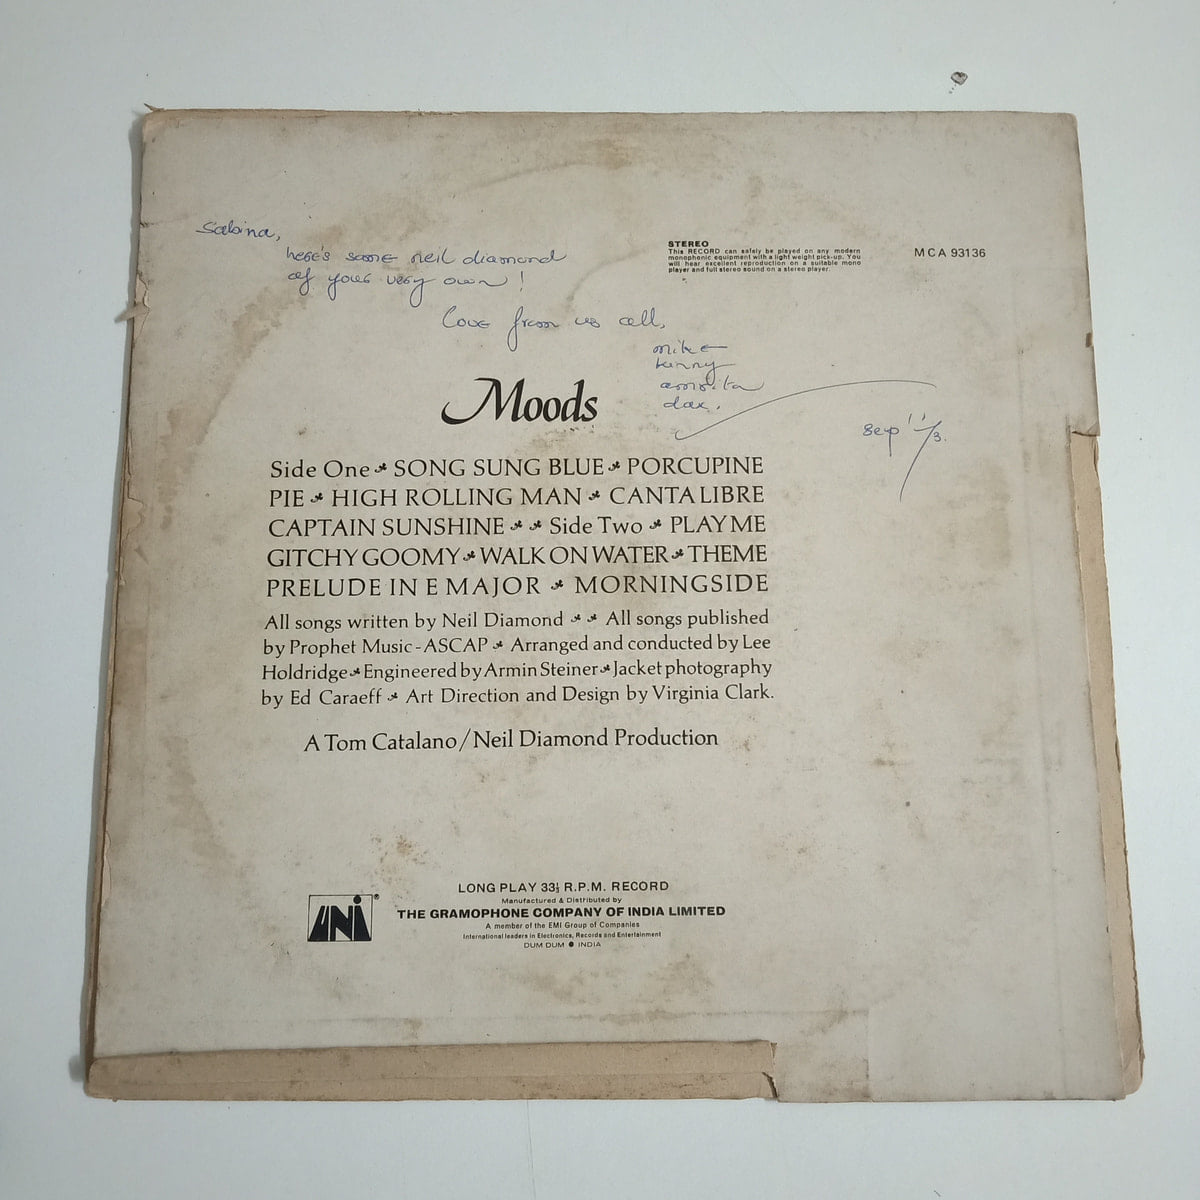 Sabina,
here's some neil diamond
of your very own !
love from us all,
mike
amrita
dax.
Sep
STEREO
This RECORD can safely be played on any modern
monophonic equipment with a light weight pick-up. You
will hear excellent reproduction on a suitable mono
player and full stereo sound on a stereo player.
MCA 93136
Moods
Side One SONG SUNG BLUE PORCUPINE
PIE HIGH ROLLING MAN CANTA LIBRE
CAPTAIN SUNSHINE Side Two PLAY ME
GITCHY GOOMY WALK ON WATER THEME
PRELUDE IN E MAJOR MORNINGSIDE
All songs written by Neil Diamond All songs published
by Prophet Music-ASCAP Arranged and conducted by Lee
Holdridge Engineered by Armin Steiner Jacket photography
by Ed Caraeff Art Direction and Design by Virginia Clark.
A Tom Catalano/Neil Diamond Production
LONG PLAY 33⅓ R.P.M. RECORD
Manufactured & Distributed by
THE GRAMOPHONE COMPANY OF INDIA LIMITED
A member of the EMI Group of Companies
International leaders in Electronics, Records and Entertainment
DUM DUM ● INDIA
UNI®